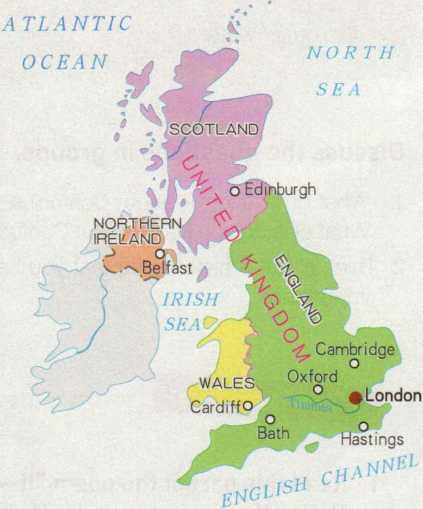 ATLANTIC
OCEAN
NORTH
SEA
SCOTLAND
UNITED KINGDOM
Edinburgh
NORTHERN
IRELAND
Belfast
IRISH
SEA
ENGLAND
Cambridge
WALES
Oxford
London
Cardiff
Thames
Bath
Hastings
ENGLISH CHANNEL